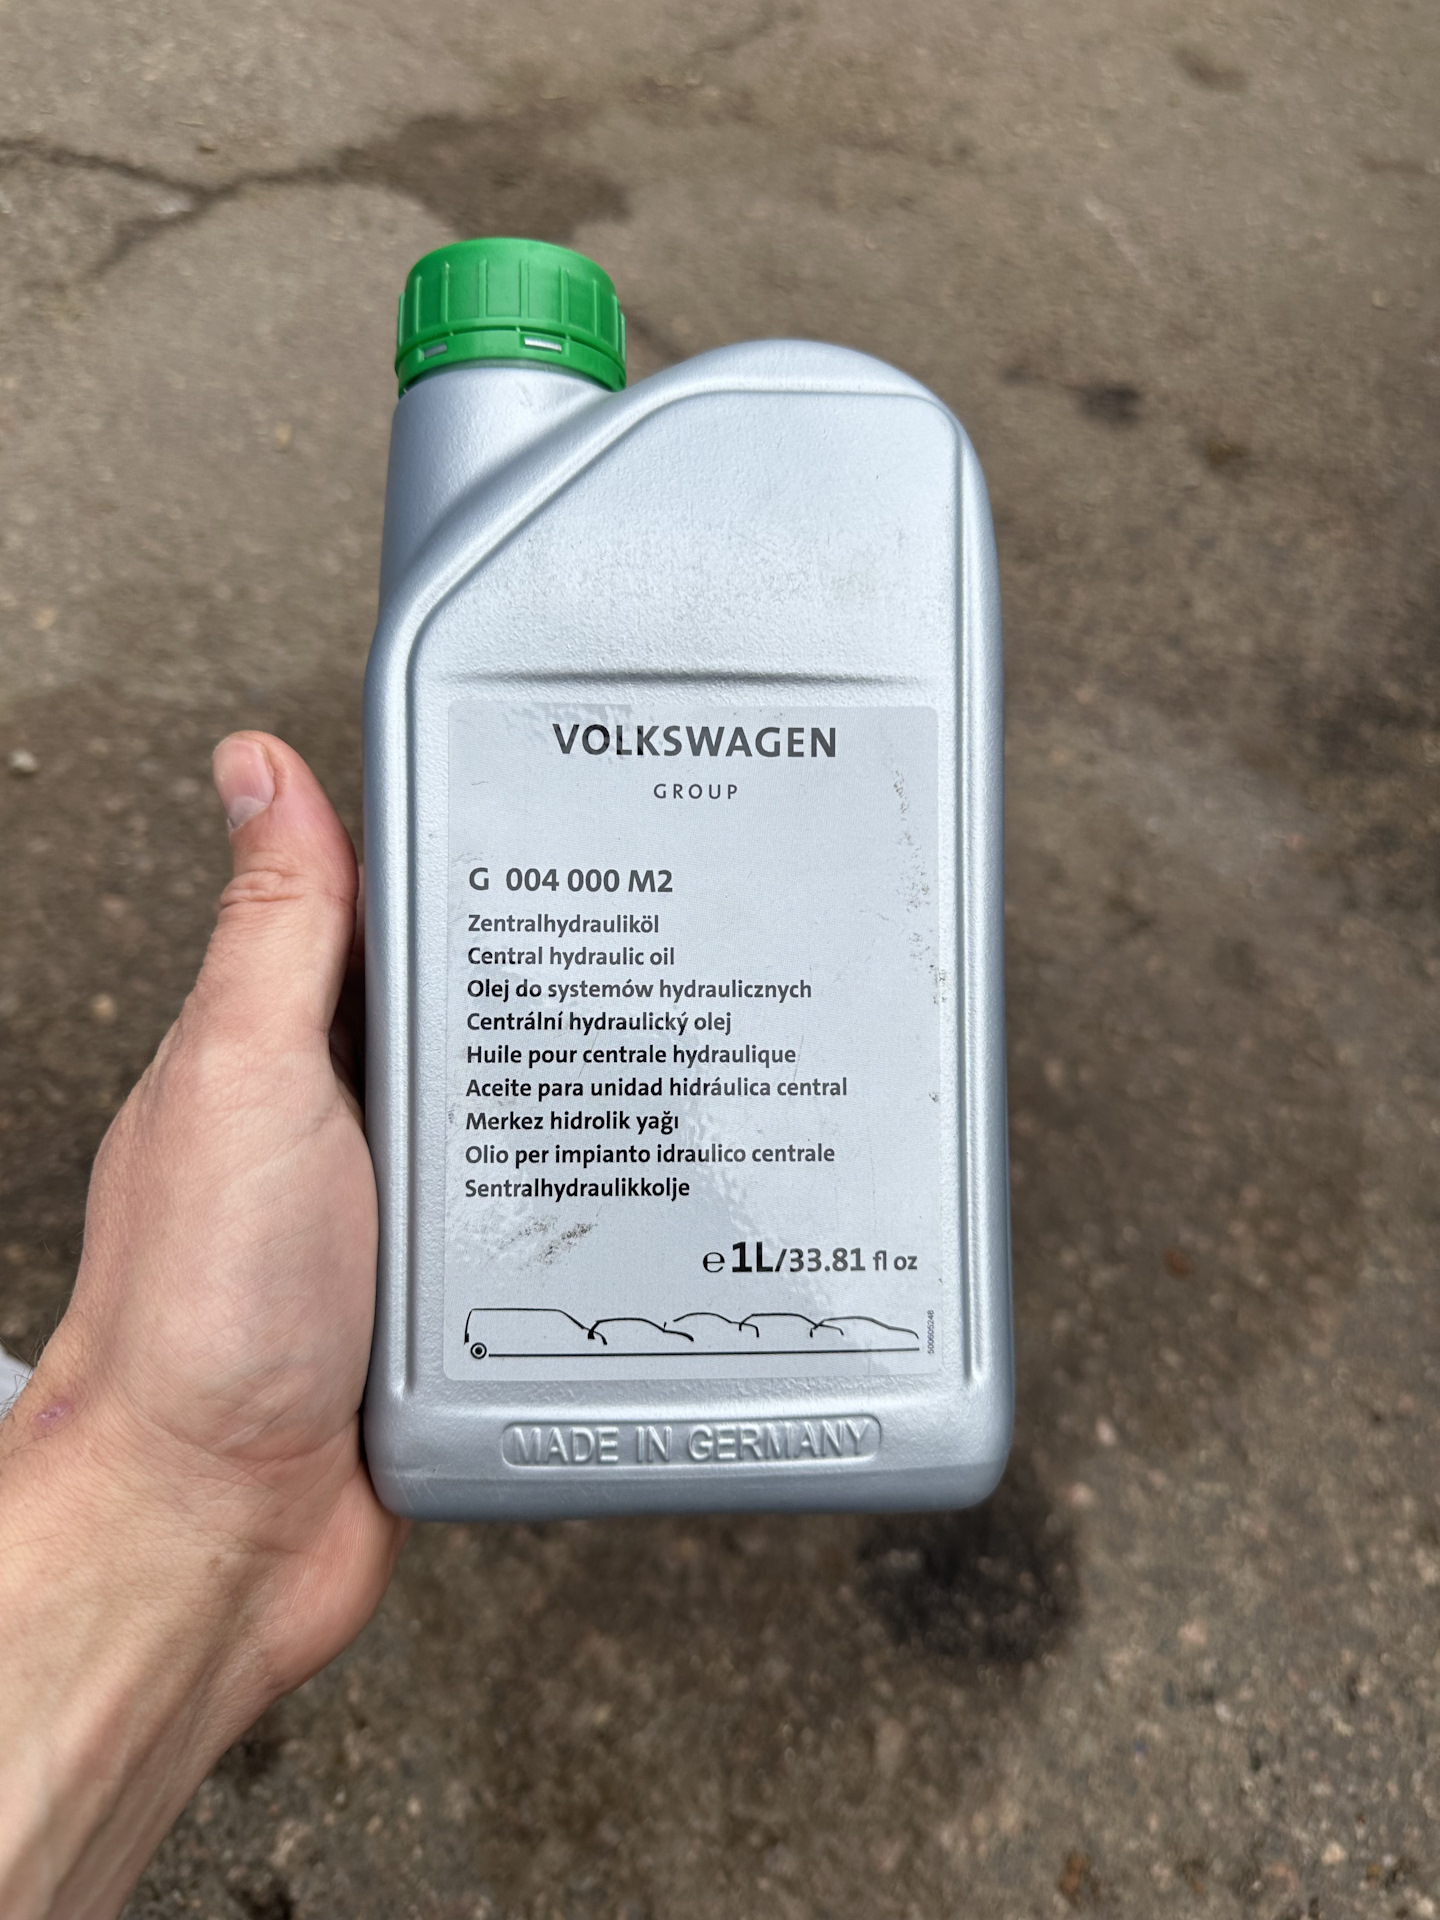 VOLKSWAGEN
GROUP
G 004 000 M2
Zentralhydrauliköl
Central hydraulic oil
Olej do systemów hydraulicznych
Centrální hydraulický olej
Huile pour centrale hydraulique
Aceite para unidad hidráulica central
Merkez hidrolik yağı
Olio per impianto idraulico centrale
Sentralhydraulikkolje
℮ 1L/33.81 fl oz
500605246
MADE IN GERMANY